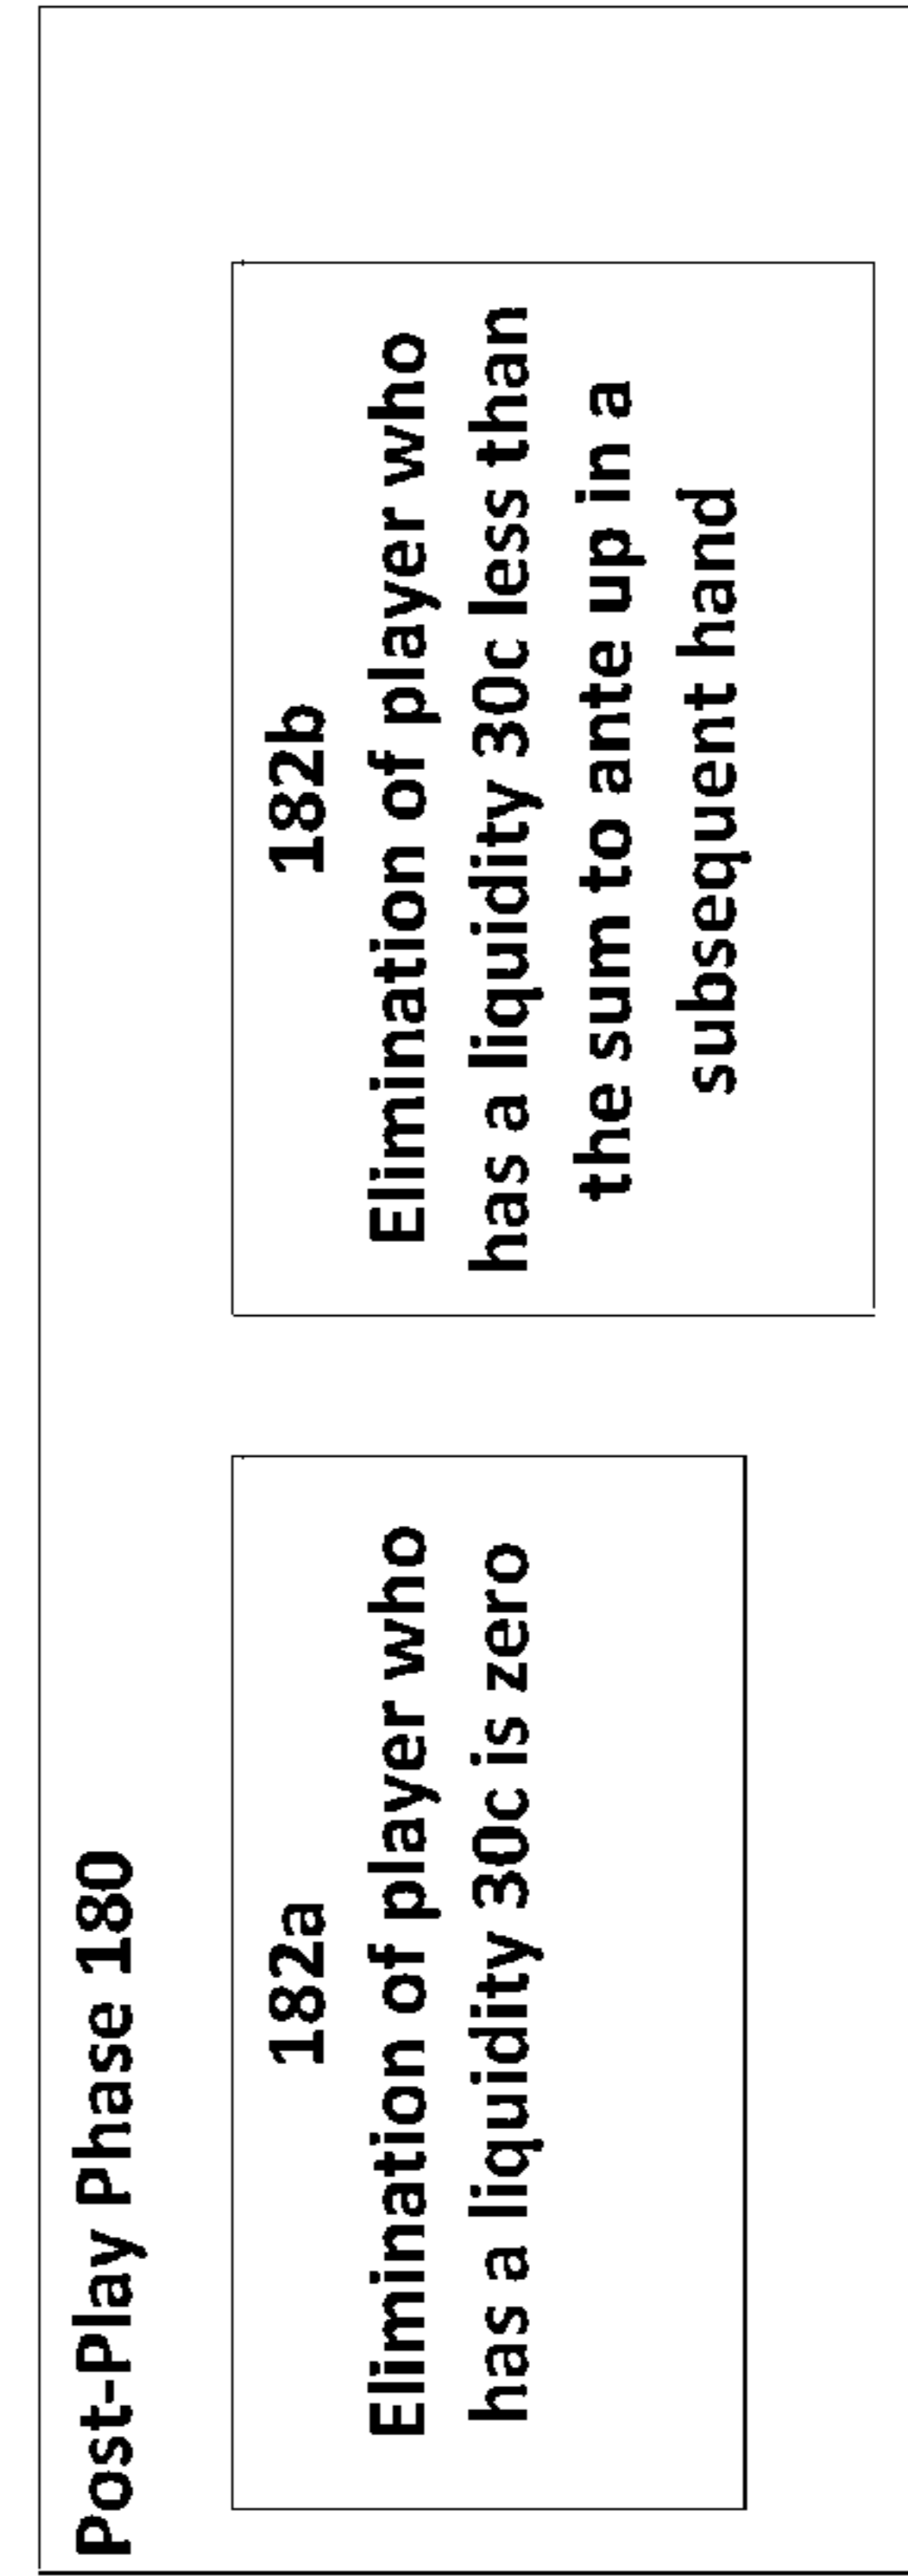 Post-Play Phase 180
182a
Elimination of player who
has a liquidity 30c is zero
182b
Elimination of player who
has a liquidity 30c less than
the sum to ante up in a
subsequent hand